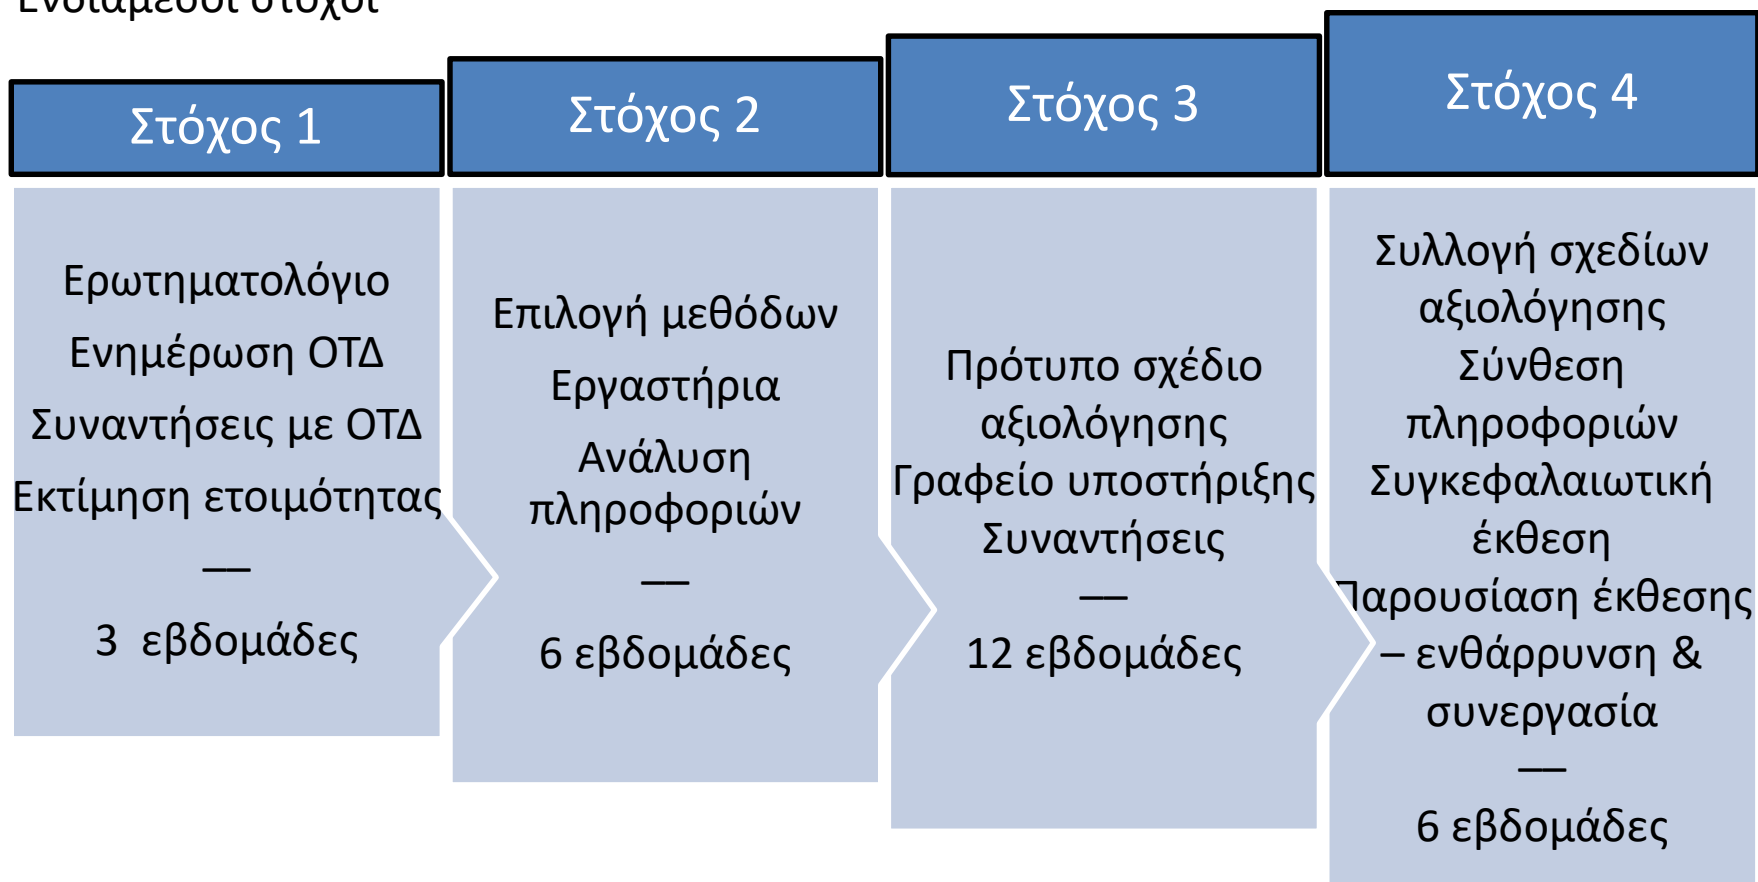 Ενδιάμεσοι στόχοι
Στόχος 1
Ερωτηματολόγιο
Ενημέρωση ΟΤΔ
Συναντήσεις με ΟΤΔ
Εκτίμηση ετοιμότητας
—
3 εβδομάδες
Στόχος 2
Επιλογή μεθόδων
Εργαστήρια
Ανάλυση
πληροφοριών
—
6 εβδομάδες
Στόχος 3
Πρότυπο σχέδιο
αξιολόγησης
Γραφείο υποστήριξης
Συναντήσεις
—
12 εβδομάδες
Στόχος 4
Συλλογή σχεδίων
αξιολόγησης
Σύνθεση
πληροφοριών
Συγκεφαλαιωτική
έκθεση
Παρουσίαση έκθεσης
– ενθάρρυνση &
συνεργασία
—
6 εβδομάδες